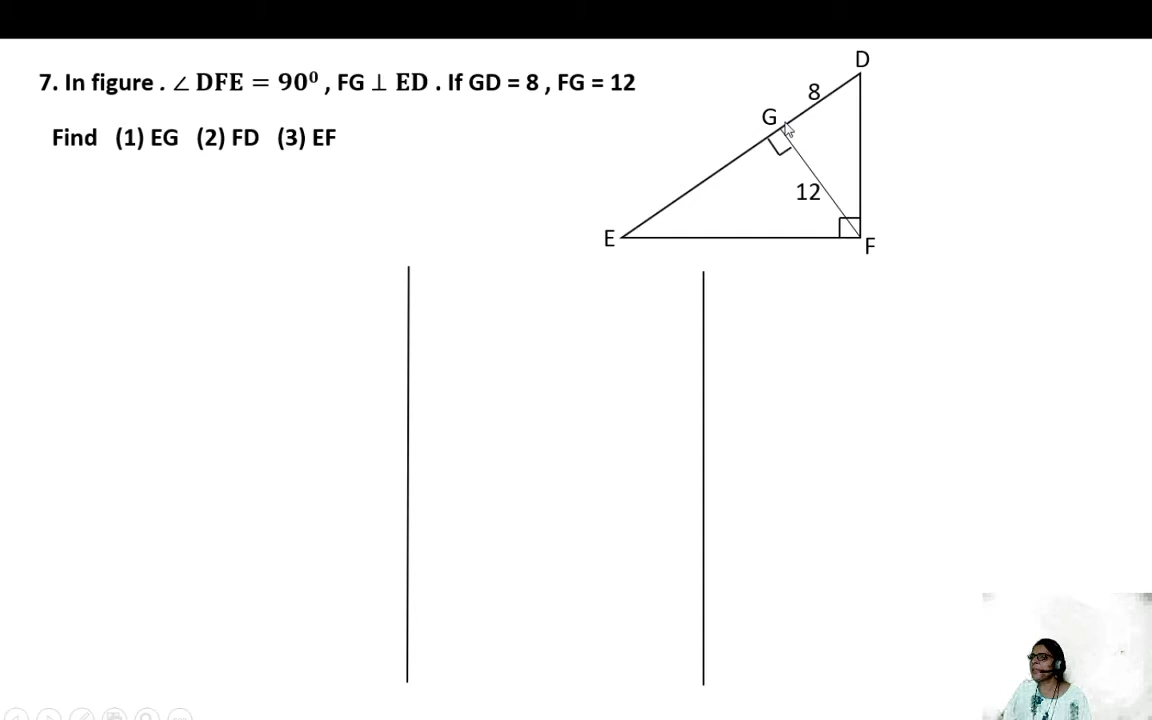 7. In figure . ∠ DFE = 90⁰ , FG ⊥ ED . If GD = 8 , FG = 12
Find (1) EG (2) FD (3) EF
D
8
G
12
E
F